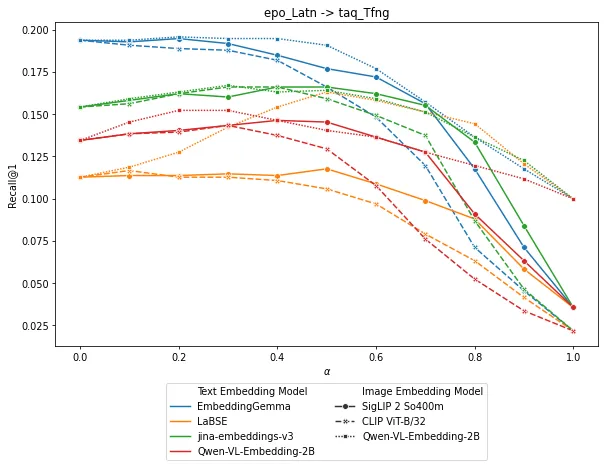 epo_Latn -> taq_Tfng
Recall@1
0.200
0.175
0.150
0.125
0.100
0.075
0.050
0.025
0.0 0.2 0.4 0.6 0.8 1.0
α
Text Embedding Model Image Embedding Model
EmbeddingGemma SigLIP 2 So400m
LaBSE CLIP ViT-B/32
jina-embeddings-v3 Qwen-VL-Embedding-2B
Qwen-VL-Embedding-2B